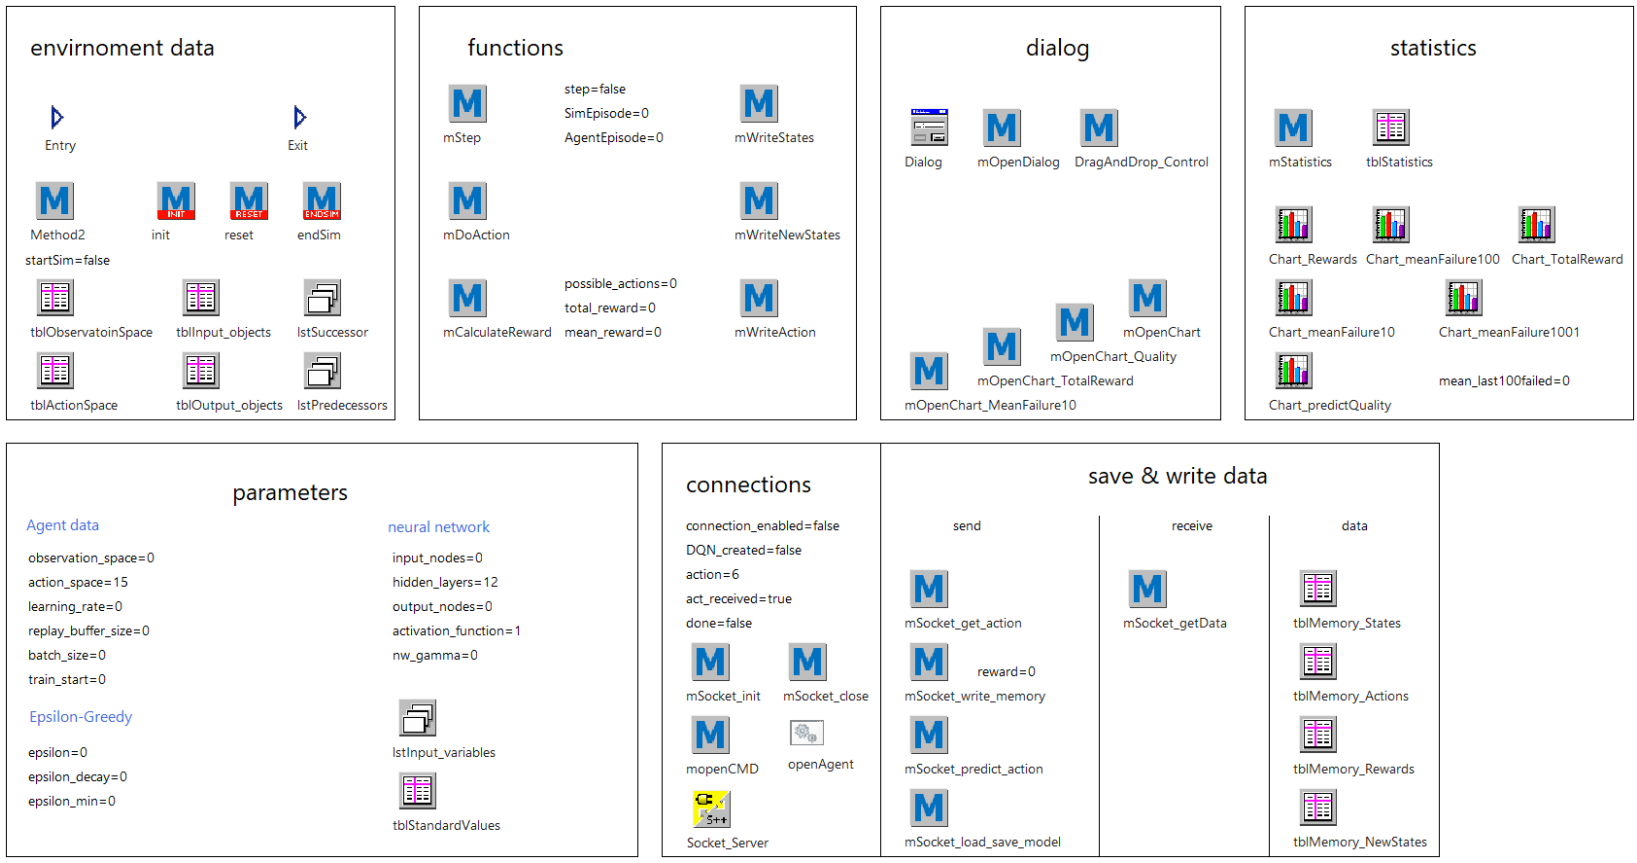 envirnoment data
Entry
Exit
M
M
INIT
M
RESET
M
ENDSIM
Method2
init
reset
endSim
startSim=false
tblObservatoinSpace
tblInput_objects
lstSuccessor
tblActionSpace
tblOutput_objects
lstPredecessors
functions
M
step=false
SimEpisode=0
AgentEpisode=0
M
mStep
mWriteStates
M
M
mDoAction
mWriteNewStates
M
possible_actions=0
total_reward=0
mean_reward=0
M
mCalculateReward
mWriteAction
dialog
M
M
Dialog
mOpenDialog
DragAndDrop_Control
M
mOpenChart
M
mOpenChart_Quality
M
mOpenChart_TotalReward
M
mOpenChart_MeanFailure10
statistics
M
mStatistics
tblStatistics
Chart_Rewards
Chart_meanFailure100
Chart_TotalReward
Chart_meanFailure10
Chart_meanFailure1001
mean_last100failed=0
Chart_predictQuality
parameters
Agent data
observation_space=0
action_space=15
learning_rate=0
replay_buffer_size=0
batch_size=0
train_start=0
Epsilon-Greedy
epsilon=0
epsilon_decay=0
epsilon_min=0
neural network
input_nodes=0
hidden_layers=12
output_nodes=0
activation_function=1
nw_gamma=0
lstInput_variables
tblStandardValues
connections
connection_enabled=false
DQN_created=false
action=6
act_received=true
done=false
M
M
mSocket_init
mSocket_close
M
mopenCMD
openAgent
S++
Socket_Server
save & write data
send
M
mSocket_get_action
M
reward=0
mSocket_write_memory
M
mSocket_predict_action
M
mSocket_load_save_model
receive
M
mSocket_getData
data
tblMemory_States
tblMemory_Actions
tblMemory_Rewards
tblMemory_NewStates